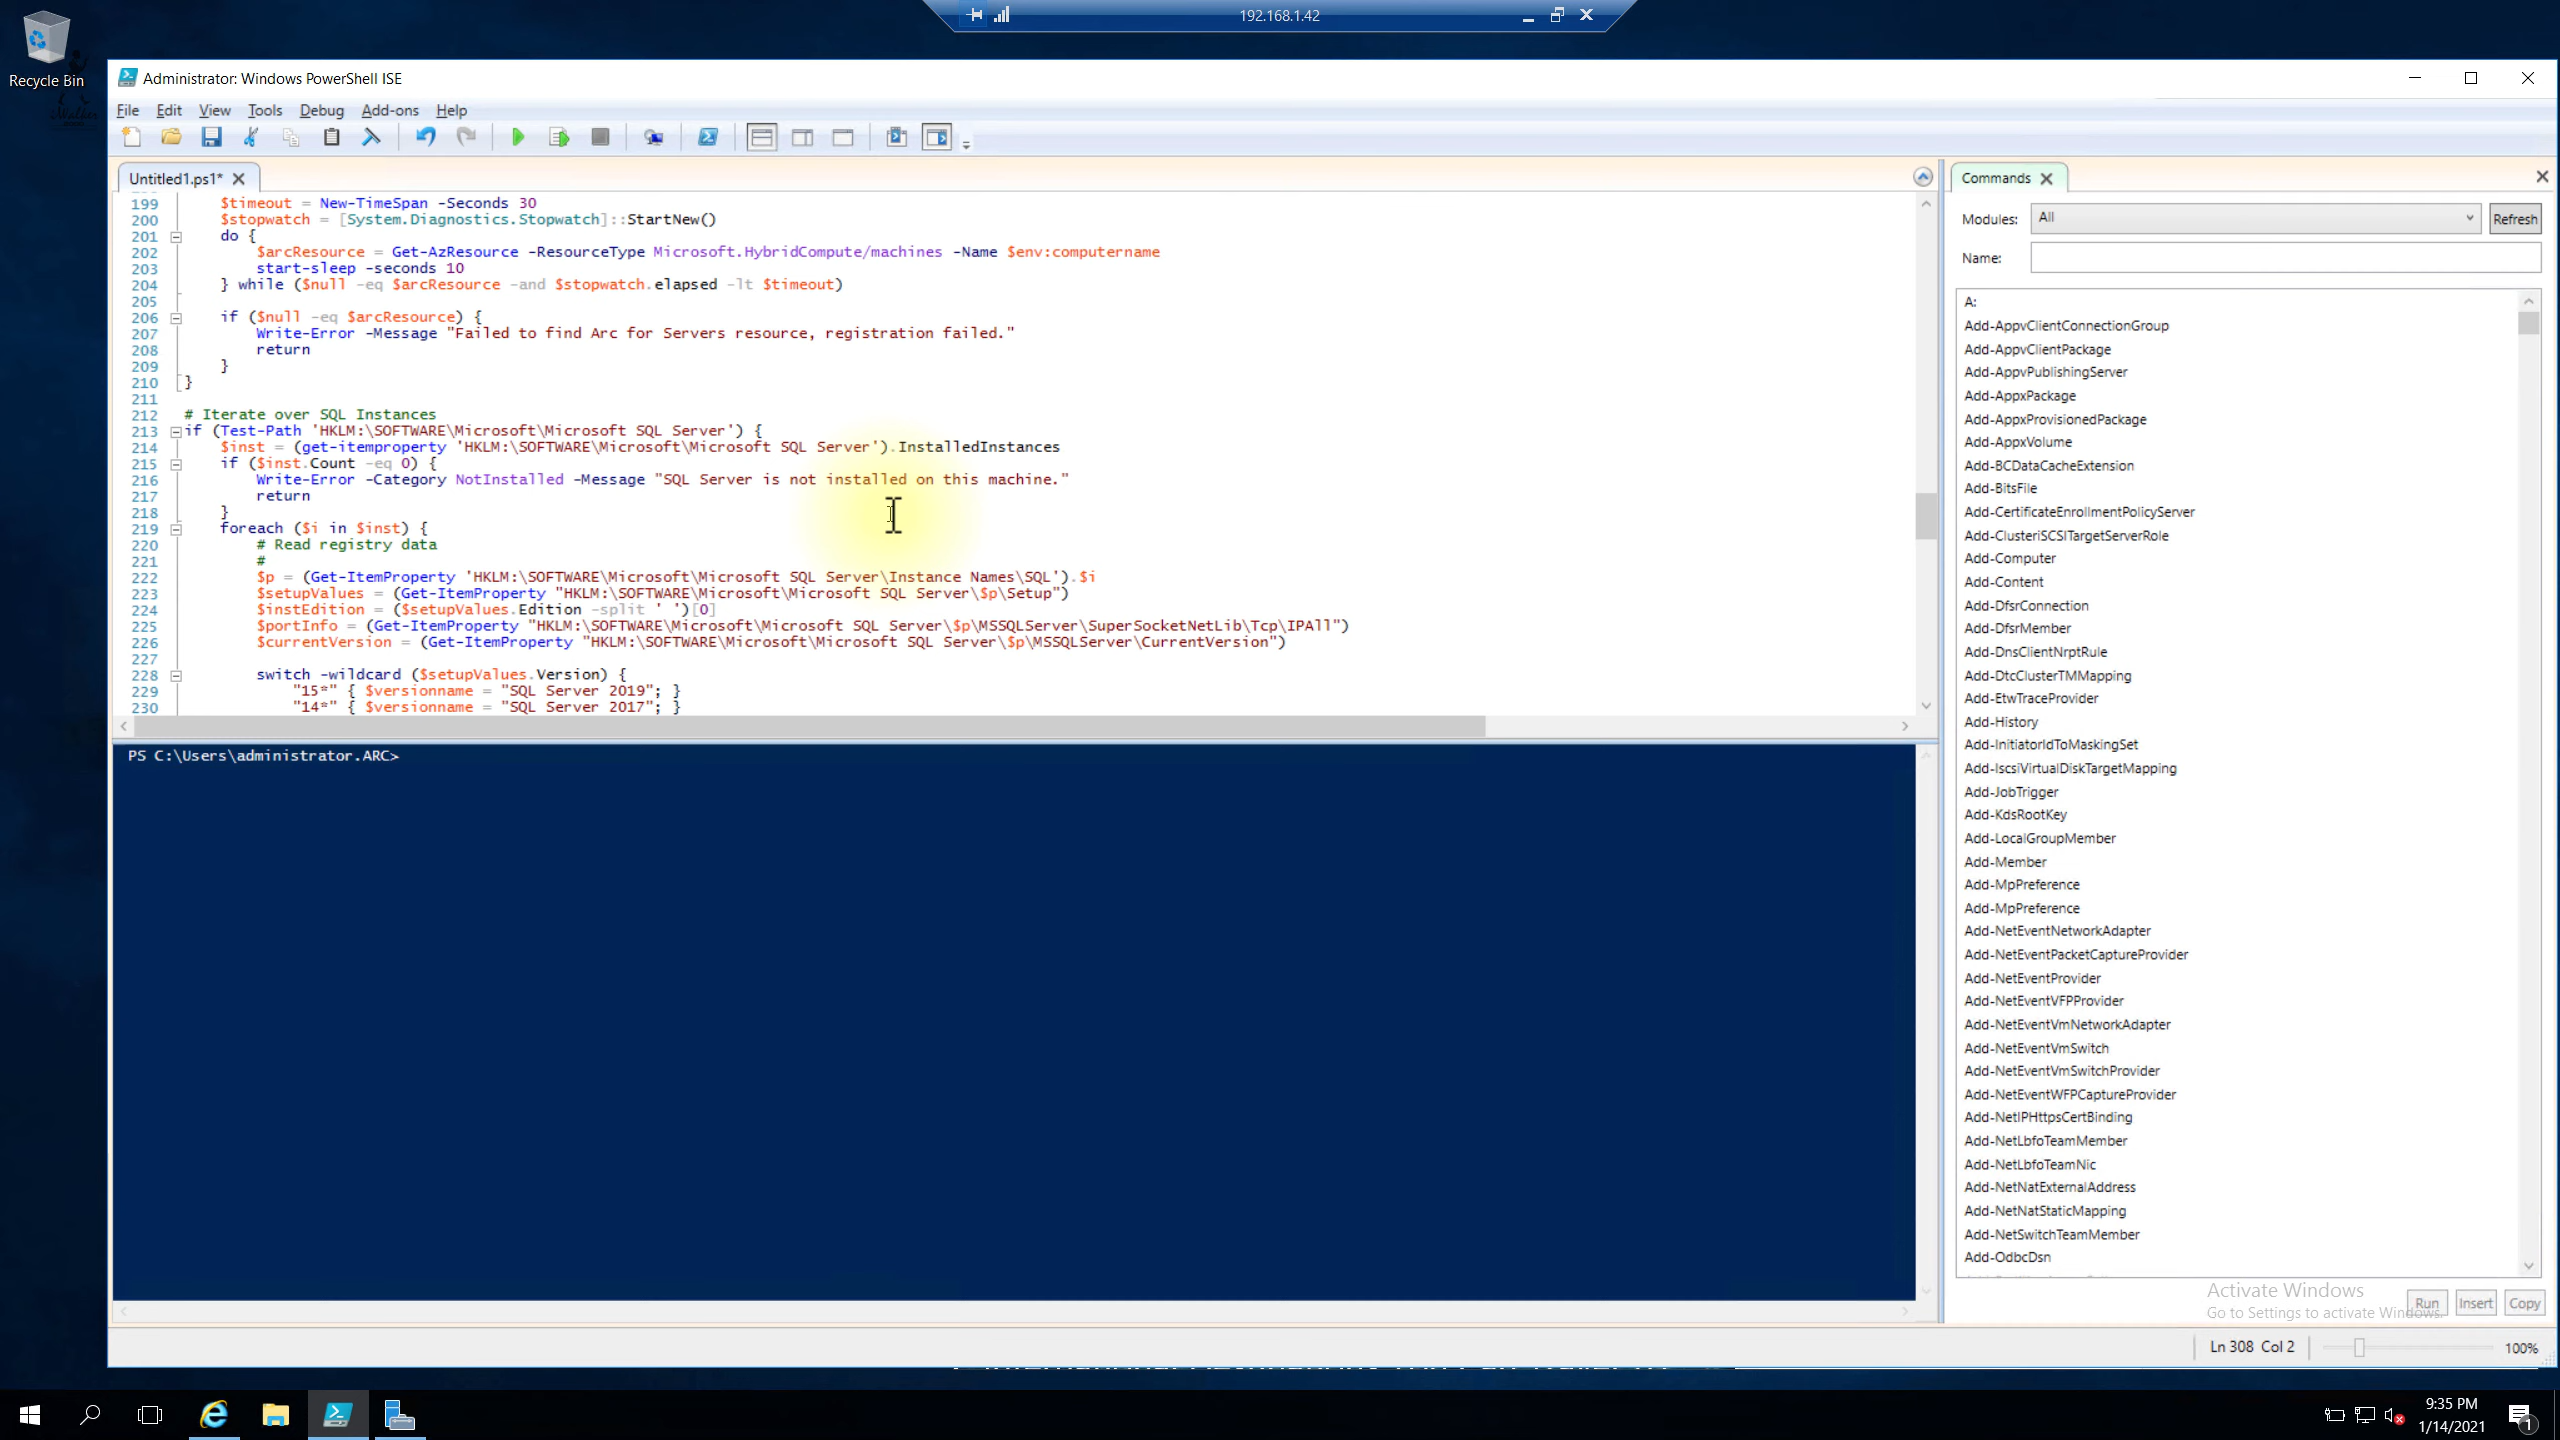 192.168.1.42
Recycle Bin
Administrator: Windows PowerShell ISE
File Edit View Tools Debug Add-ons Help
Untitled1.ps1*
199 $timeout = New-TimeSpan -Seconds 30
200 $stopwatch = [System.Diagnostics.Stopwatch]::StartNew()
201 do {
202 $arcResource = Get-AzResource -ResourceType Microsoft.HybridCompute/machines -Name $env:computername
203 start-sleep -seconds 10
204 } while ($null -eq $arcResource -and $stopwatch.elapsed -lt $timeout)
205
206 if ($null -eq $arcResource) {
207 Write-Error -Message "Failed to find Arc for Servers resource, registration failed."
208 return
209 }
210 }
211
212 # Iterate over SQL Instances
213 if (Test-Path 'HKLM:\SOFTWARE\Microsoft\Microsoft SQL Server') {
214 $inst = (get-itemproperty 'HKLM:\SOFTWARE\Microsoft\Microsoft SQL Server').InstalledInstances
215 if ($inst.Count -eq 0) {
216 Write-Error -Category NotInstalled -Message "SQL Server is not installed on this machine."
217 return
218 }
219 foreach ($i in $inst) {
220 # Read registry data
221 #
222 $p = (Get-ItemProperty 'HKLM:\SOFTWARE\Microsoft\Microsoft SQL Server\Instance Names\SQL').$i
223 $setupValues = (Get-ItemProperty "HKLM:\SOFTWARE\Microsoft\Microsoft SQL Server\$p\Setup")
224 $instEdition = ($setupValues.Edition -split ' ')[0]
225 $portInfo = (Get-ItemProperty "HKLM:\SOFTWARE\Microsoft\Microsoft SQL Server\$p\MSSQLServer\SuperSocketNetLib\Tcp\IPAll")
226 $currentVersion = (Get-ItemProperty "HKLM:\SOFTWARE\Microsoft\Microsoft SQL Server\$p\MSSQLServer\CurrentVersion")
227
228 switch -wildcard ($setupValues.Version) {
229 "15*" { $versionname = "SQL Server 2019"; }
230 "14*" { $versionname = "SQL Server 2017"; }
PS C:\Users\administrator.ARC>
Commands
Modules: All Refresh
Name:
A:
Add-AppvClientConnectionGroup
Add-AppvClientPackage
Add-AppvPublishingServer
Add-AppxPackage
Add-AppxProvisionedPackage
Add-AppxVolume
Add-BCDataCacheExtension
Add-BitsFile
Add-CertificateEnrollmentPolicyServer
Add-ClusteriSCSITargetServerRole
Add-Computer
Add-Content
Add-DfsrConnection
Add-DfsrMember
Add-DnsClientNrptRule
Add-DtcClusterTMMapping
Add-EtwTraceProvider
Add-History
Add-InitiatorIdToMaskingSet
Add-IscsiVirtualDiskTargetMapping
Add-JobTrigger
Add-KdsRootKey
Add-LocalGroupMember
Add-Member
Add-MpPreference
Add-MpPreference
Add-NetEventNetworkAdapter
Add-NetEventPacketCaptureProvider
Add-NetEventProvider
Add-NetEventVFPProvider
Add-NetEventVmNetworkAdapter
Add-NetEventVmSwitch
Add-NetEventVmSwitchProvider
Add-NetEventWFPCaptureProvider
Add-NetIPHttpsCertBinding
Add-NetLbfoTeamMember
Add-NetLbfoTeamNic
Add-NetNatExternalAddress
Add-NetNatStaticMapping
Add-NetSwitchTeamMember
Add-OdbcDsn
Activate Windows
Go to Settings to activate Windows.
Run Insert Copy
Ln 308 Col 2 100%
9:35 PM
1/14/2021
1